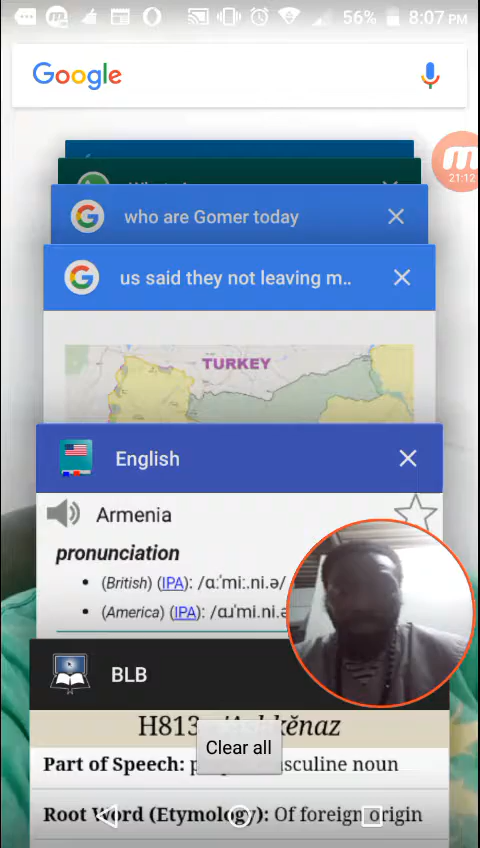 56% 8:07 PM
Google
21:12
who are Gomer today
us said they not leaving m..
TURKEY
English
Armenia
pronunciation
(British) (IPA): /ɑːˈmiː.ni.ə/
(America) (IPA): /ɑɹˈmi.ni.ə
BLB
H813 ʼAshkĕnaz
Clear all
Part of Speech: masculine noun
Root Word (Etymology): Of foreign origin